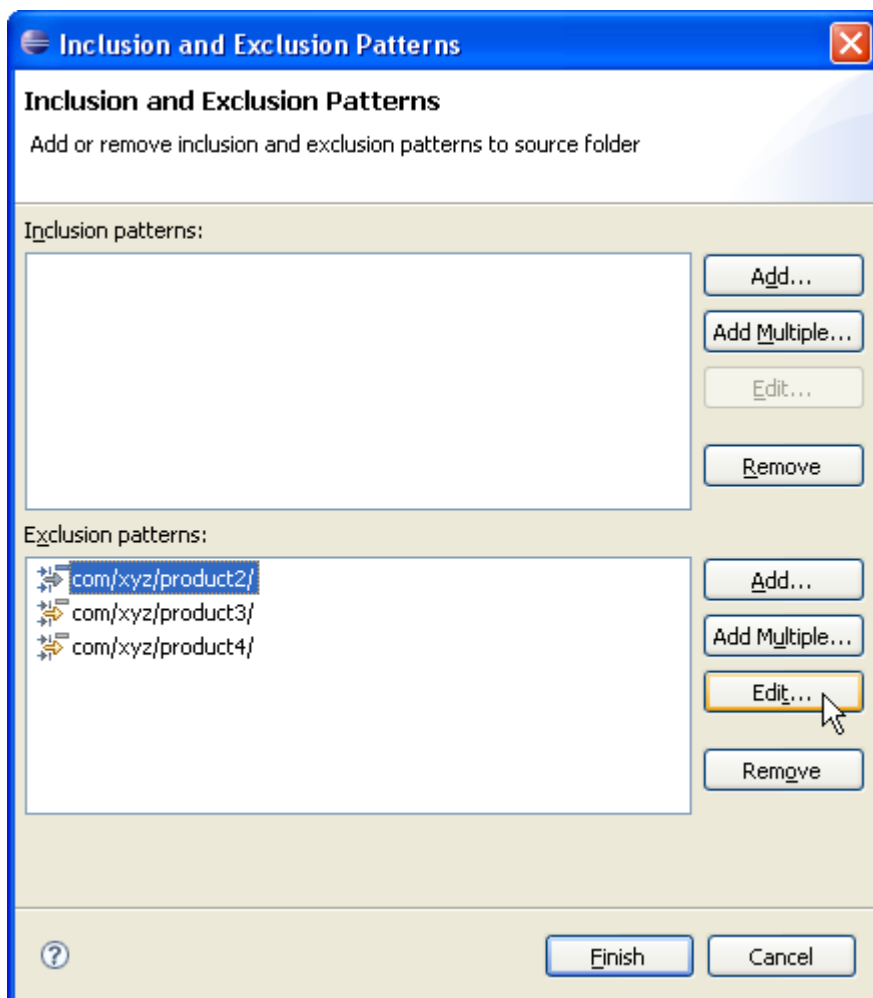 Inclusion and Exclusion Patterns
Inclusion and Exclusion Patterns
Add or remove inclusion and exclusion patterns to source folder
Inclusion patterns:
Add...
Add Multiple...
Edit...
Remove
Exclusion patterns:
com/xyz/product2/
com/xyz/product3/
com/xyz/product4/
Add...
Add Multiple...
Edit...
Remove
?
Finish Cancel